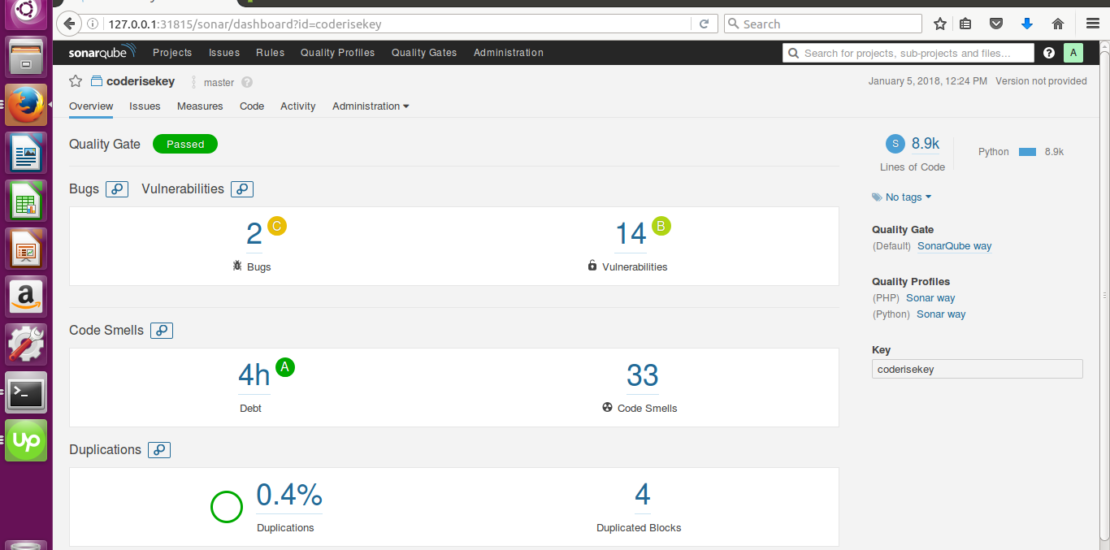 127.0.0.1:31815/sonar/dashboard?id=coderisekey
Search
sonarqube Projects Issues Rules Quality Profiles Quality Gates Administration Search for projects, sub-projects and files... ? A
coderisekey master ? January 5, 2018, 12:24 PM Version not provided
Overview Issues Measures Code Activity Administration
Quality Gate Passed
S 8.9k Python 8.9k
Lines of Code
Bugs Vulnerabilities
No tags
2 C 14 B
Bugs Vulnerabilities
Quality Gate
(Default) SonarQube way
Quality Profiles
(PHP) Sonar way
(Python) Sonar way
Code Smells
Key
coderisekey
4h A 33
Debt Code Smells
Duplications
0.4% 4
Duplications Duplicated Blocks
a
>_
up